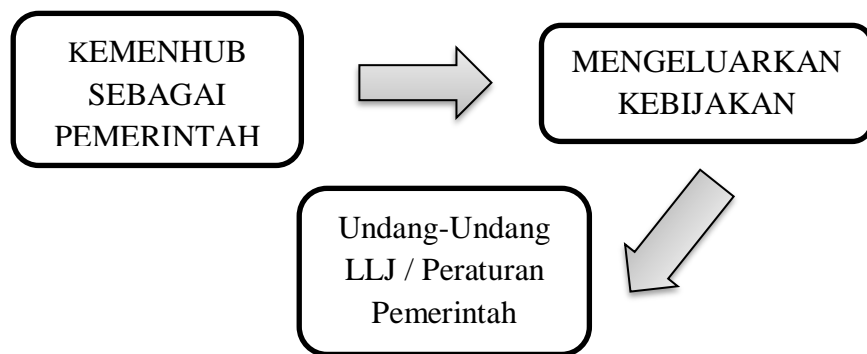 KEMENHUB
SEBAGAI
PEMERINTAH
MENGELUARKAN
KEBIJAKAN
Undang-Undang
LLJ / Peraturan
Pemerintah